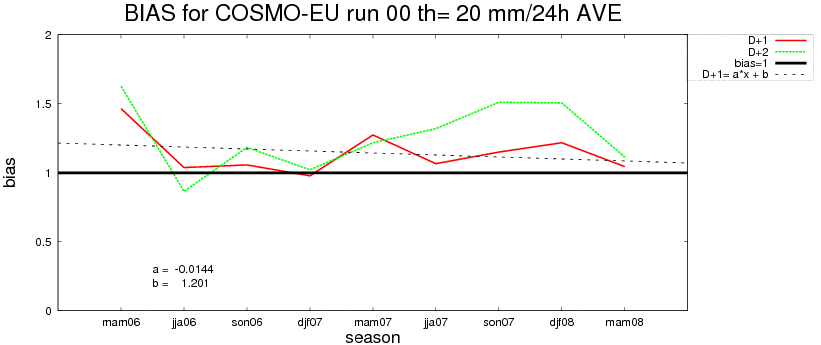 BIAS for COSMO-EU run 00 th= 20 mm/24h AVE
D+1
D+2
bias=1
D+1= a*x + b
2
1.5
1
0.5
0
bias
a = -0.0144
b = 1.201
mam06 jja06 son06 djf07 mam07 jja07 son07 djf08 mam08
season